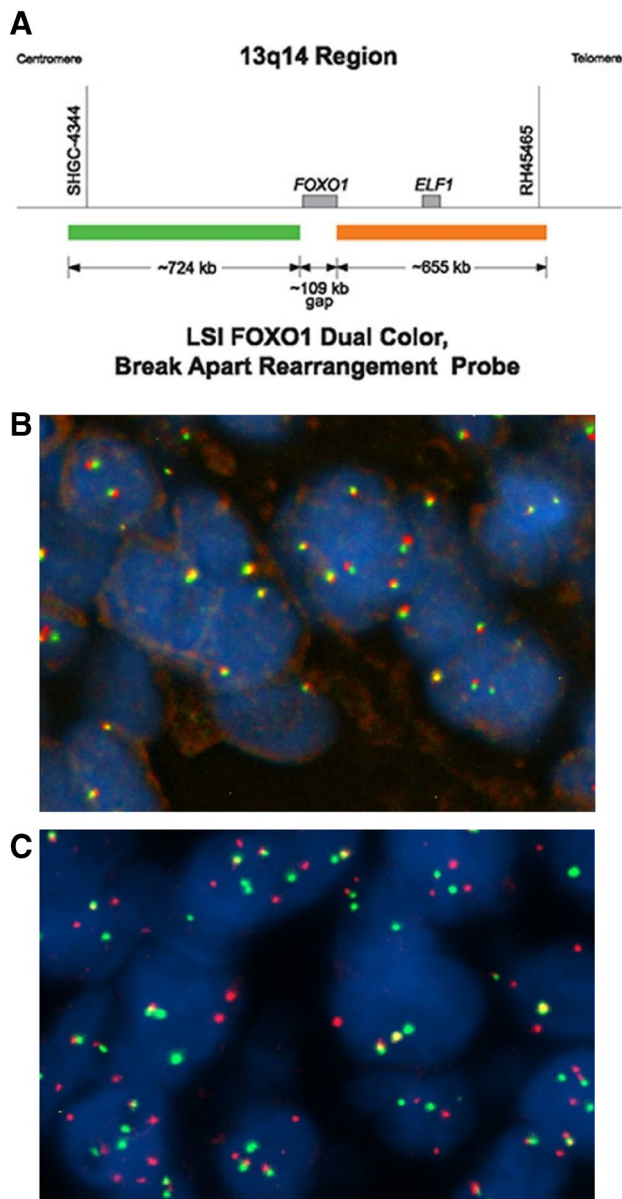 A
13q14 Region
Centromere
Telomere
SHGC-4344
RH45465
FOXO1
ELF1
~724 kb
~109 kb
gap
~655 kb
LSI FOXO1 Dual Color,
Break Apart Rearrangement Probe
B
C